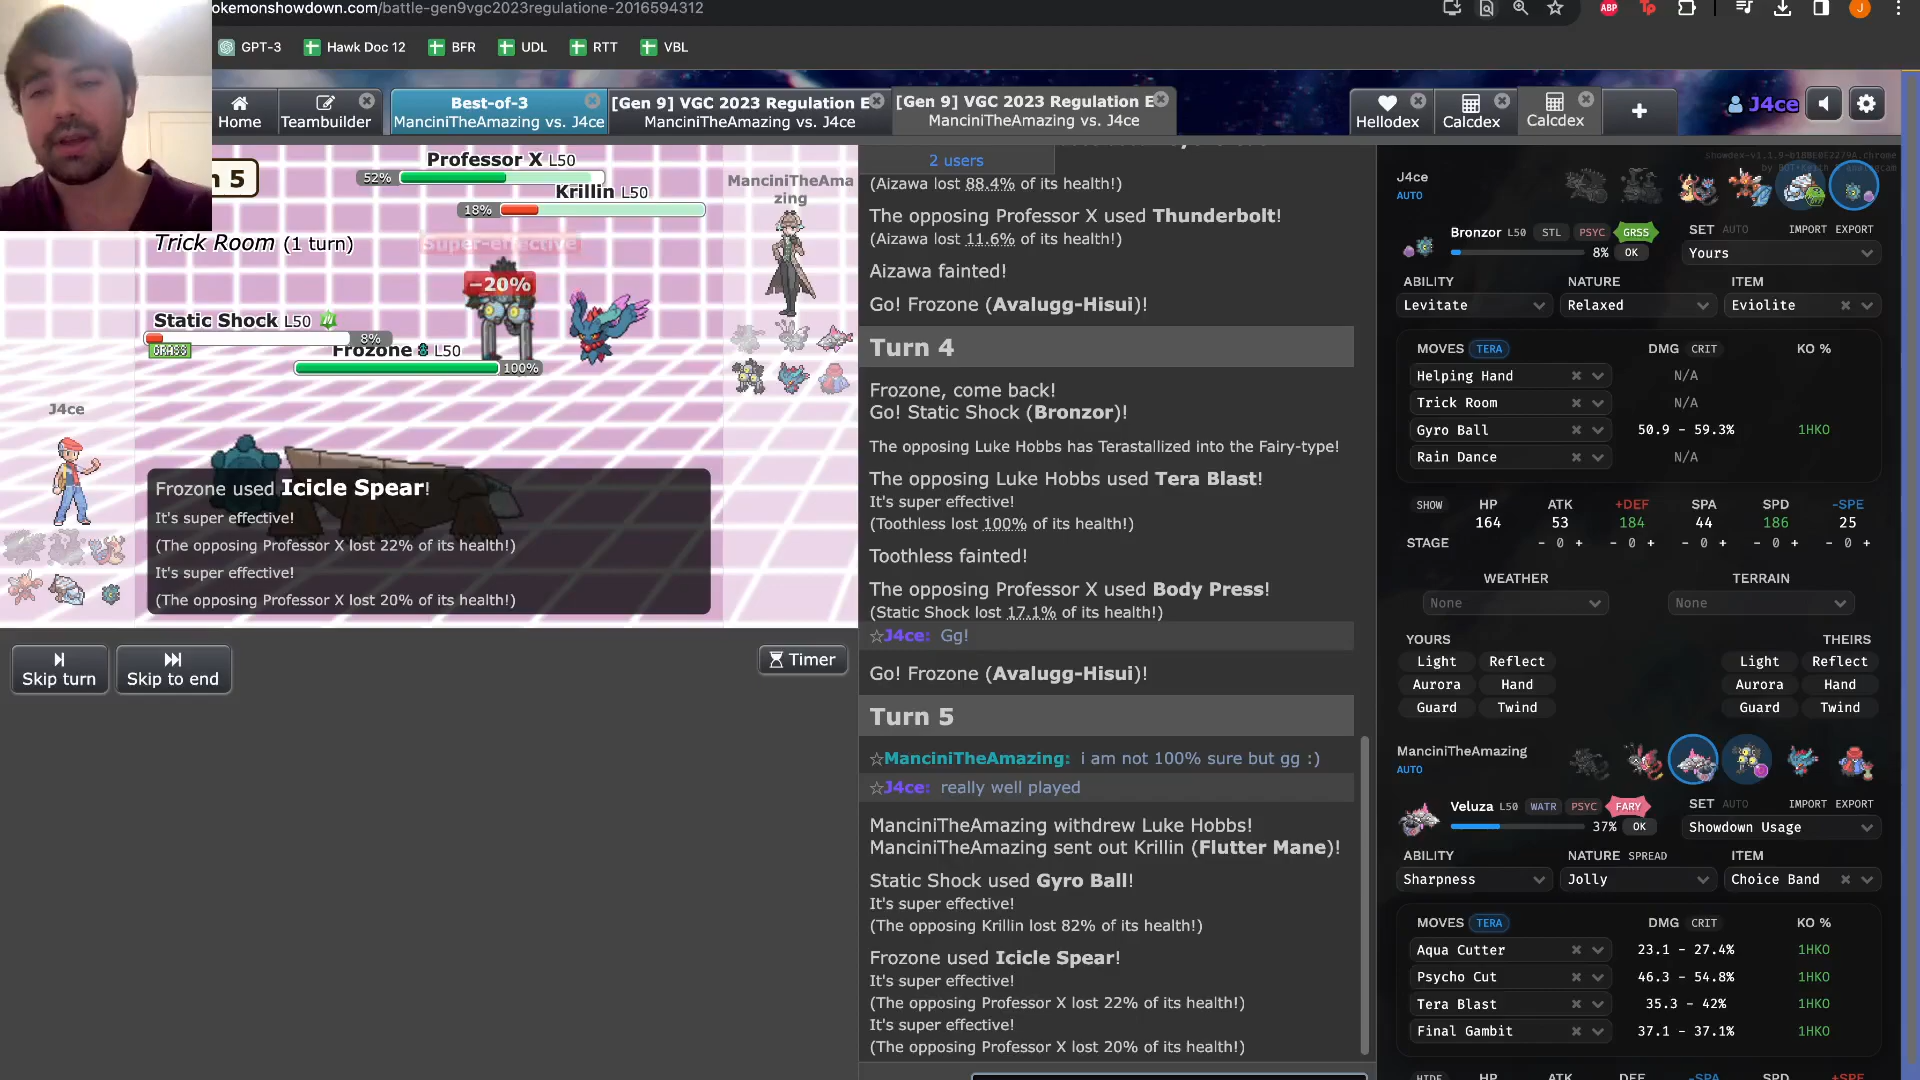 okemonshowdown.com/battle-gen9vgc2023regulatione-2016594312
GPT-3
Hawk Doc 12
BFR
UDL
RTT
VBL
ABP
Tp
J
Home
Teambuilder
Best-of-3
ManciniTheAmazing vs. J4ce
[Gen 9] VGC 2023 Regulation E
ManciniTheAmazing vs. J4ce
[Gen 9] VGC 2023 Regulation E
ManciniTheAmazing vs. J4ce
Hellodex
Calcdex
Calcdex
J4ce
n 5
Professor X L50
52%
Krillin L50
18%
Trick Room (1 turn)
Super-effective
−20%
Static Shock L50
8%
GRASS
Frozone L50
100%
ManciniTheAma
zing
J4ce
Frozone used Icicle Spear!
It's super effective!
(The opposing Professor X lost 22% of its health!)
It's super effective!
(The opposing Professor X lost 20% of its health!)
Skip turn
Skip to end
Timer
2 users
(Aizawa lost 88.4% of its health!)
The opposing Professor X used Thunderbolt!
(Aizawa lost 11.6% of its health!)
Aizawa fainted!
Go! Frozone (Avalugg-Hisui)!
Turn 4
Frozone, come back!
Go! Static Shock (Bronzor)!
The opposing Luke Hobbs has Terastallized into the Fairy-type!
The opposing Luke Hobbs used Tera Blast!
It's super effective!
(Toothless lost 100% of its health!)
Toothless fainted!
The opposing Professor X used Body Press!
(Static Shock lost 17.1% of its health!)
☆J4ce: Gg!
Go! Frozone (Avalugg-Hisui)!
Turn 5
☆ManciniTheAmazing: i am not 100% sure but gg :)
☆J4ce: really well played
ManciniTheAmazing withdrew Luke Hobbs!
ManciniTheAmazing sent out Krillin (Flutter Mane)!
Static Shock used Gyro Ball!
It's super effective!
(The opposing Krillin lost 82% of its health!)
Frozone used Icicle Spear!
It's super effective!
(The opposing Professor X lost 22% of its health!)
It's super effective!
(The opposing Professor X lost 20% of its health!)
J4ce
AUTO
Bronzor L50 STL PSYC GRSS
8% OK
SET AUTO IMPORT EXPORT
Yours
ABILITY NATURE ITEM
Levitate Relaxed Eviolite
MOVES TERA DMG CRIT KO %
Helping Hand N/A
Trick Room N/A
Gyro Ball 50.9 - 59.3% 1HKO
Rain Dance N/A
SHOW HP ATK +DEF SPA SPD -SPE
164 53 184 44 186 25
STAGE - 0 + - 0 + - 0 + - 0 + - 0 +
WEATHER TERRAIN
None None
YOURS THEIRS
Light Reflect Light Reflect
Aurora Hand Aurora Hand
Guard Twind Guard Twind
ManciniTheAmazing
AUTO
Veluza L50 WATR PSYC FARY
37% OK
SET AUTO IMPORT EXPORT
Showdown Usage
ABILITY NATURE SPREAD ITEM
Sharpness Jolly Choice Band
MOVES TERA DMG CRIT KO %
Aqua Cutter 23.1 - 27.4% 1HKO
Psycho Cut 46.3 - 54.8% 1HKO
Tera Blast 35.3 - 42% 1HKO
Final Gambit 37.1 - 37.1% 1HKO
HIDE HP ATK DEF -SPA SPD +SPE